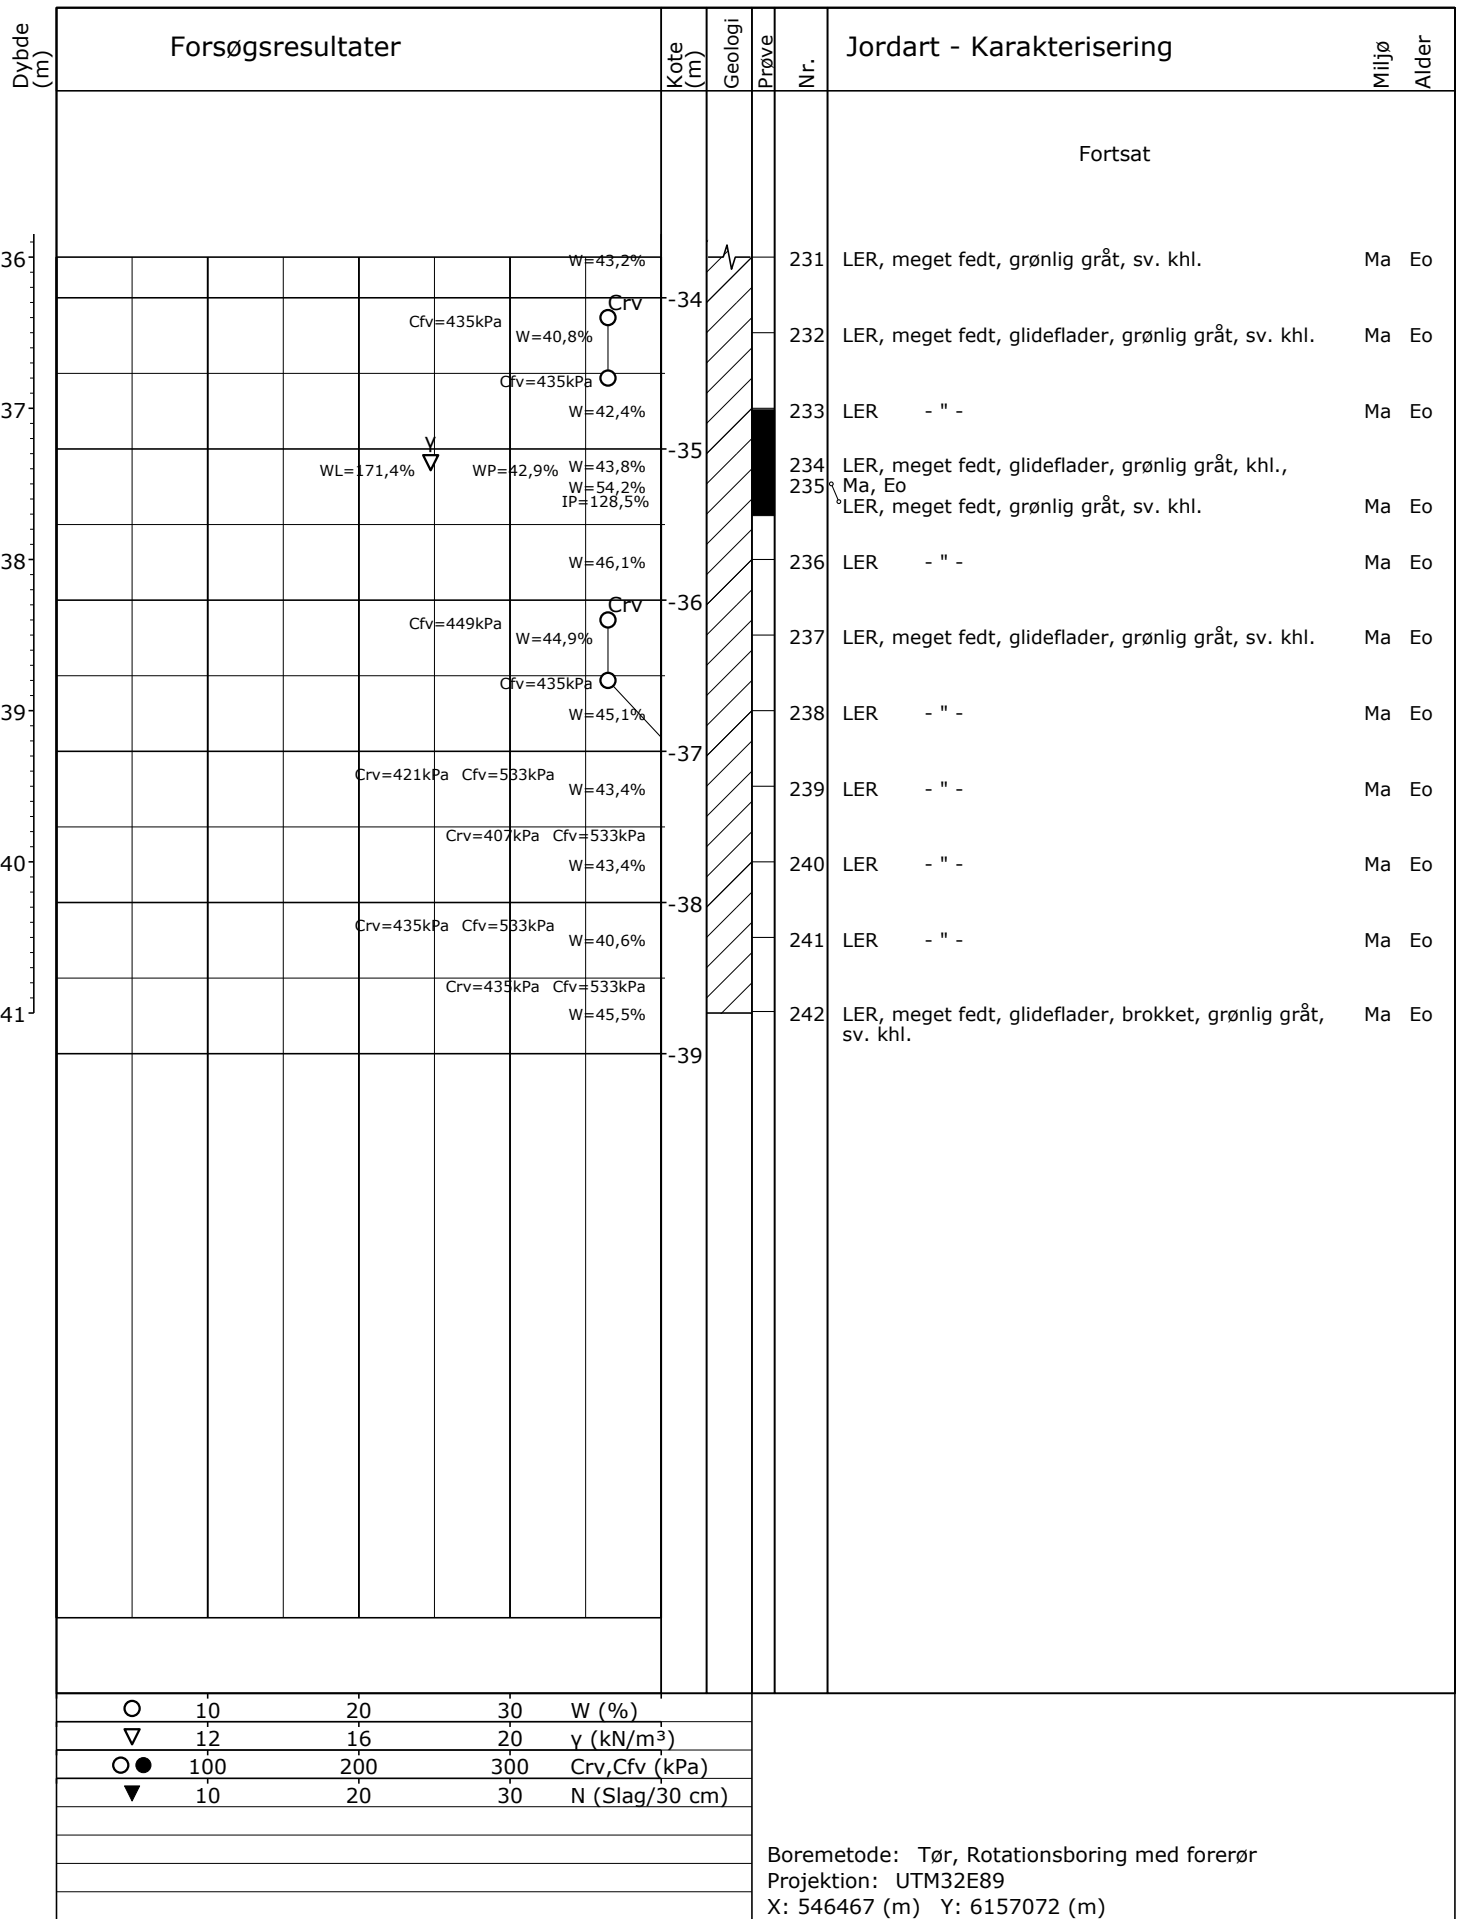 Dybde (m)
Forsøgsresultater
Kote (m)
Geologi
Prøve
Nr.
Jordart - Karakterisering
Miljø
Alder
Fortsat
36 W=43,2% 231 LER, meget fedt, grønlig gråt, sv. khl. Ma Eo
Crv -34
Cfv=435kPa
W=40,8% 232 LER, meget fedt, glideflader, grønlig gråt, sv. khl. Ma Eo
Cfv=435kPa
37 W=42,4% 233 LER - " - Ma Eo
γ -35
WL=171,4% WP=42,9% W=43,8% 234 LER, meget fedt, glideflader, grønlig gråt, khl.,
W=54,2% 235 Ma, Eo
IP=128,5% LER, meget fedt, grønlig gråt, sv. khl. Ma Eo
38 W=46,1% 236 LER - " - Ma Eo
Crv -36
Cfv=449kPa
W=44,9% 237 LER, meget fedt, glideflader, grønlig gråt, sv. khl. Ma Eo
Cfv=435kPa
39 W=45,1% 238 LER - " - Ma Eo
-37
Crv=421kPa Cfv=533kPa
W=43,4% 239 LER - " - Ma Eo
Crv=407kPa Cfv=533kPa
40 W=43,4% 240 LER - " - Ma Eo
-38
Crv=435kPa Cfv=533kPa
W=40,6% 241 LER - " - Ma Eo
Crv=435kPa Cfv=533kPa
41 W=45,5% 242 LER, meget fedt, glideflader, brokket, grønlig gråt, Ma Eo
sv. khl.
-39
10 20 30 W (%)
12 16 20 γ (kN/m³)
100 200 300 Crv,Cfv (kPa)
10 20 30 N (Slag/30 cm)
Boremetode: Tør, Rotationsboring med forerør
Projektion: UTM32E89
X: 546467 (m) Y: 6157072 (m)